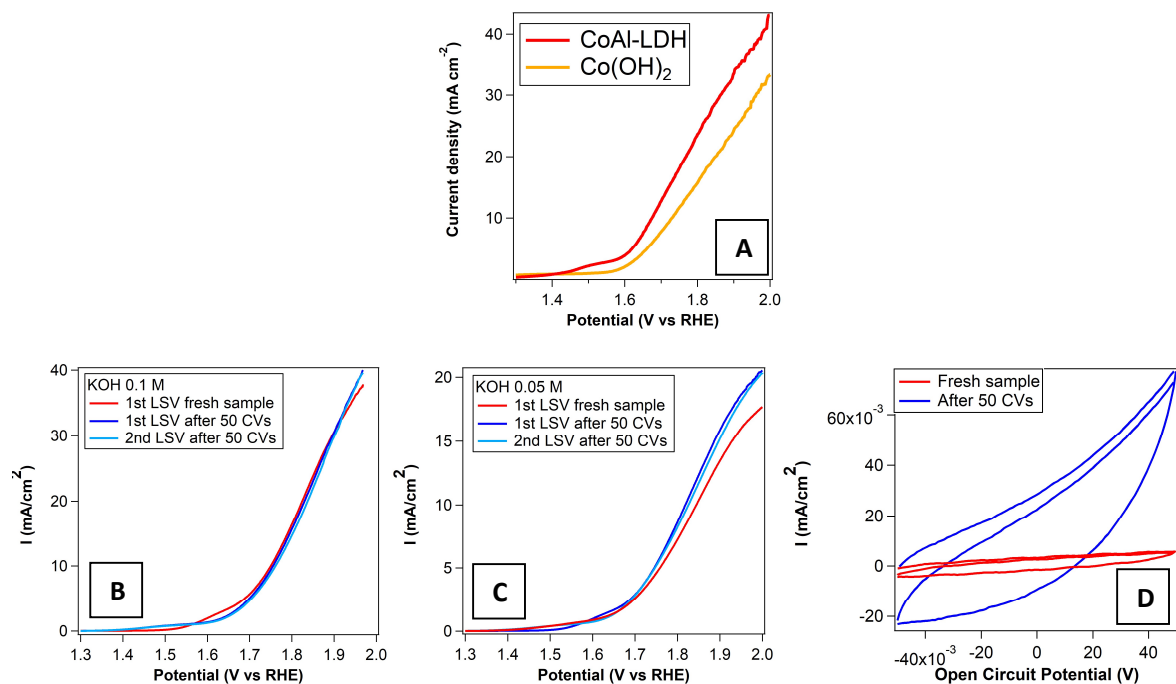 CoAl-LDH
Co(OH)2
Current density (mA cm-2)
40
30
20
10
1.4
1.6
1.8
2.0
Potential (V vs RHE)
A
KOH 0.1 M
1st LSV fresh sample
1st LSV after 50 CVs
2nd LSV after 50 CVs
I (mA/cm2)
40
30
20
10
0
1.3
1.4
1.5
1.6
1.7
1.8
1.9
2.0
Potential (V vs RHE)
B
KOH 0.05 M
1st LSV fresh sample
1st LSV after 50 CVs
2nd LSV after 50 CVs
I (mA/cm2)
20
15
10
5
0
1.3
1.4
1.5
1.6
1.7
1.8
1.9
2.0
Potential (V vs RHE)
C
Fresh sample
After 50 CVs
I (mA/cm2)
60x10-3
40
20
0
-20
-40x10-3
-20
0
20
40
Open Circuit Potential (V)
D